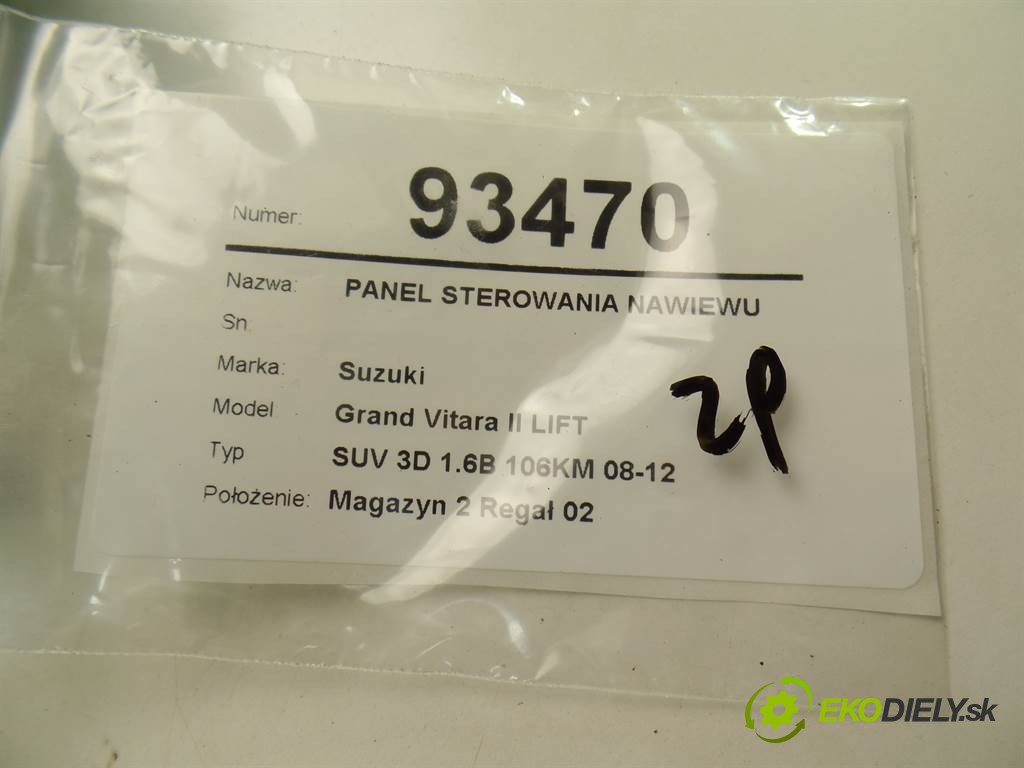 Numer: 93470
Nazwa: PANEL STEROWANIA NAWIEWU
Sn
Marka: Suzuki
Model Grand Vitara II LIFT
Typ SUV 3D 1.6B 106KM 08-12
Położenie: Magazyn 2 Regał 02
EKODIELY.sk